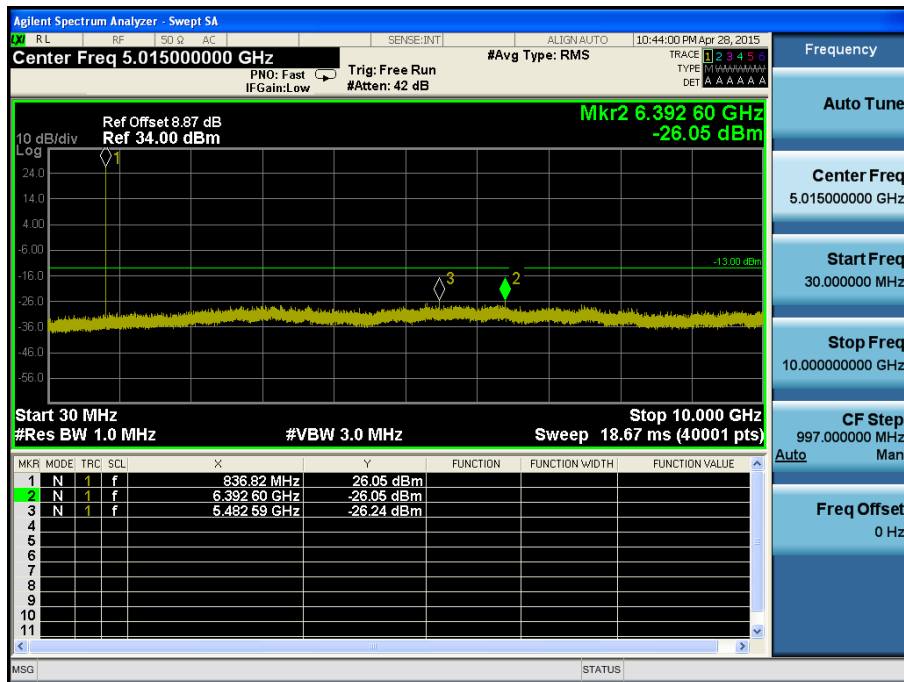 Agilent Spectrum Analyzer - Swept SA
LXI RL RF 50 Ω AC SENSE:INT ALIGN AUTO 10:44:00 PM Apr 28, 2015
Center Freq 5.015000000 GHz
PNO: Fast
IFGain:Low
Trig: Free Run
#Atten: 42 dB
#Avg Type: RMS
TRACE 1 2 3 4 5 6
TYPE M W W W W W
DET A A A A A A
Mkr2 6.392 60 GHz
-26.05 dBm
Ref Offset 8.87 dB
10 dB/div Ref 34.00 dBm
Log
1
24.0
14.0
4.00
-6.00
-13.00 dBm
-16.0
3
2
-26.0
-36.0
-46.0
-56.0
Start 30 MHz Stop 10.000 GHz
#Res BW 1.0 MHz #VBW 3.0 MHz Sweep 18.67 ms (40001 pts)
MKR MODE TRC SCL X Y FUNCTION FUNCTION WIDTH FUNCTION VALUE
1 N 1 f 836.82 MHz 26.05 dBm
2 N 1 f 6.392 60 GHz -26.05 dBm
3 N 1 f 5.482 59 GHz -26.24 dBm
4
5
6
7
8
9
10
11
MSG STATUS
Frequency
Auto Tune
Center Freq
5.015000000 GHz
Start Freq
30.000000 MHz
Stop Freq
10.000000000 GHz
CF Step
997.000000 MHz
Auto Man
Freq Offset
0 Hz